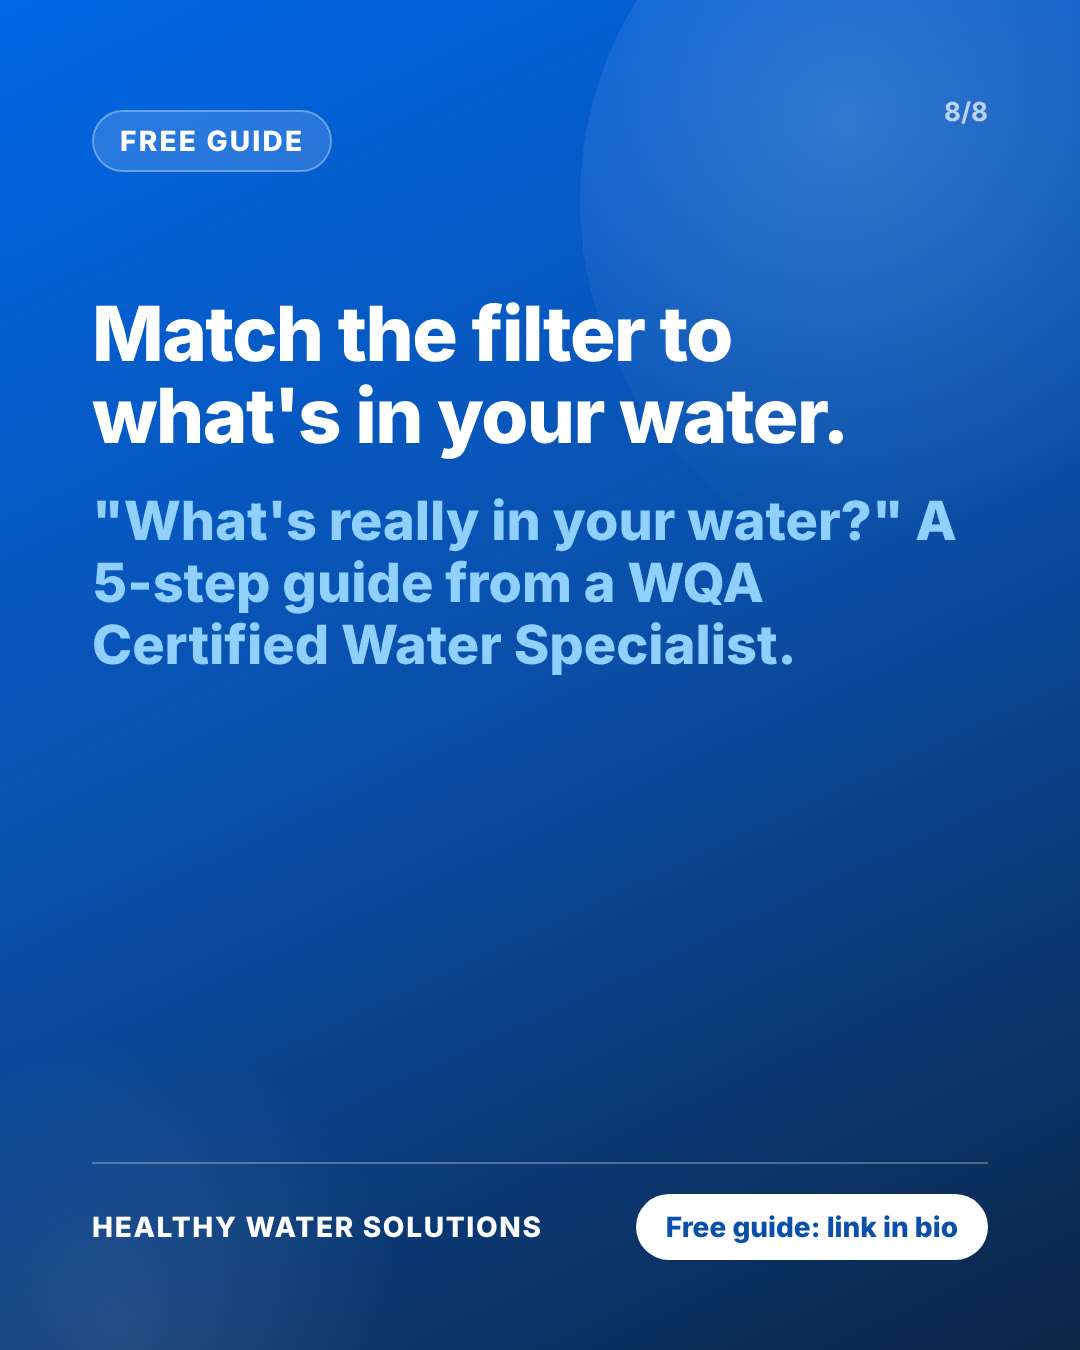 FREE GUIDE
8/8
Match the filter to
what's in your water.
"What's really in your water?" A
5-step guide from a WQA
Certified Water Specialist.
HEALTHY WATER SOLUTIONS
Free guide: link in bio